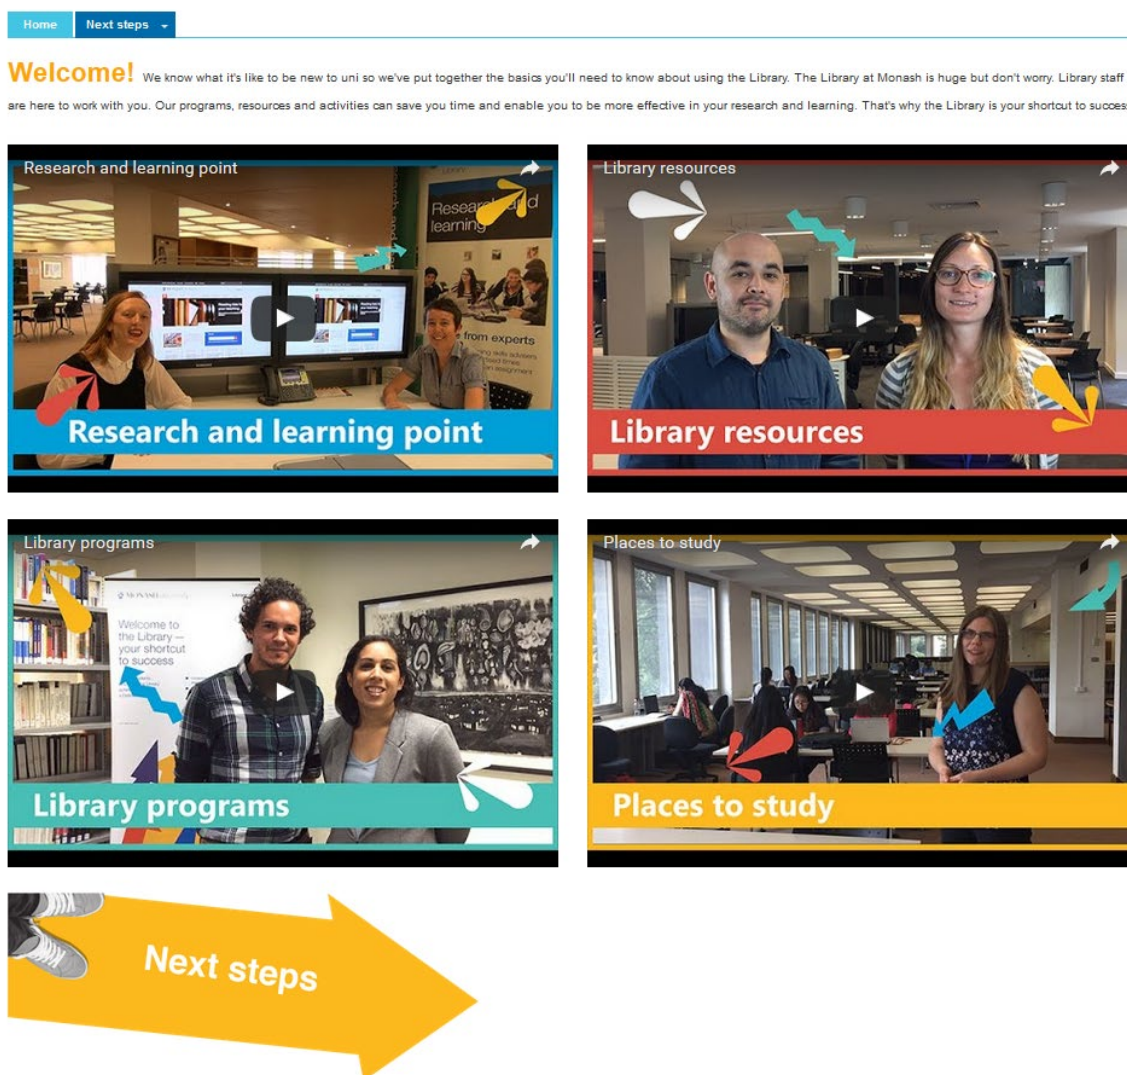 Home Next steps
Welcome! We know what it's like to be new to uni so we've put together the basics you'll need to know about using the Library. The Library at Monash is huge but don't worry. Library staff
are here to work with you. Our programs, resources and activities can save you time and enable you to be more effective in your research and learning. That's why the Library is your shortcut to succes
Research and learning point
Research and
learning
from experts
Research and learning point
Library resources
Library resources
Library programs
MONASH
Welcome to
the Library —
your shortcut
to success
Library programs
Places to study
Places to study
Next steps